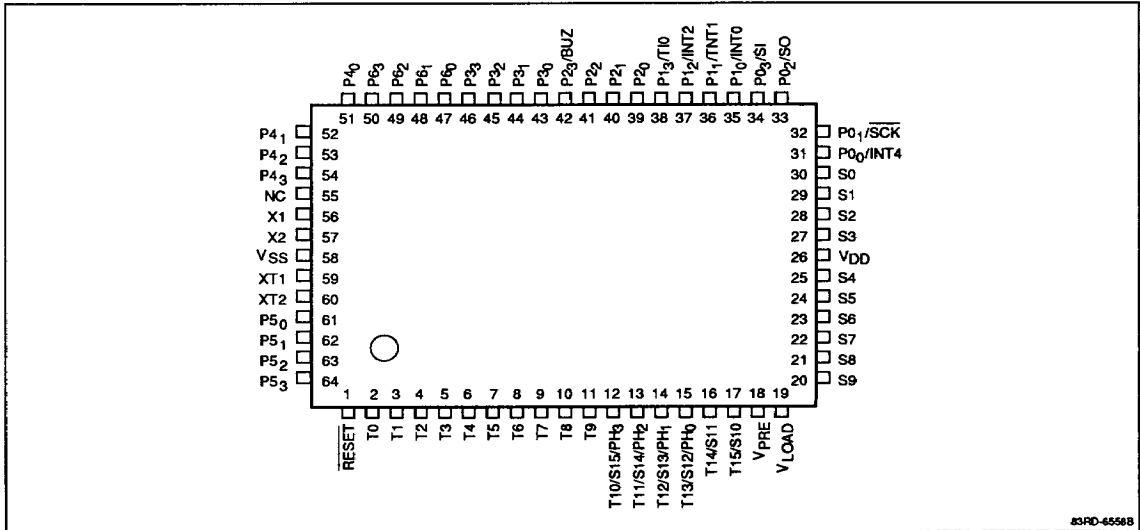 P4₀ P6₃ P6₂ P6₁ P6₀ P3₃ P3₂ P3₁ P3₀ P2₃/BUZ P2₂ P2₁ P2₀ P1₃/TI0 P1₂/INT2 P1₁/TNT1 P1₀/INT0 P0₃/SI P0₂/SO
51 50 49 48 47 46 45 44 43 42 41 40 39 38 37 36 35 34 33
P4₁ 52 32 P0₁/S̅C̅K̅
P4₂ 53 31 P0₀/INT4
P4₃ 54 30 S0
NC 55 29 S1
X1 56 28 S2
X2 57 27 S3
VSS 58 26 VDD
XT1 59 25 S4
XT2 60 24 S5
P5₀ 61 23 S6
P5₁ 62 22 S7
P5₂ 63 21 S8
P5₃ 64 20 S9
1 2 3 4 5 6 7 8 9 10 11 12 13 14 15 16 17 18 19
R̅E̅S̅E̅T̅ T0 T1 T2 T3 T4 T5 T6 T7 T8 T9 T10/S15/PH₃ T11/S14/PH₂ T12/S13/PH₁ T13/S12/PH₀ T14/S11 T15/S10 VPRE VLOAD
83RD-6556B